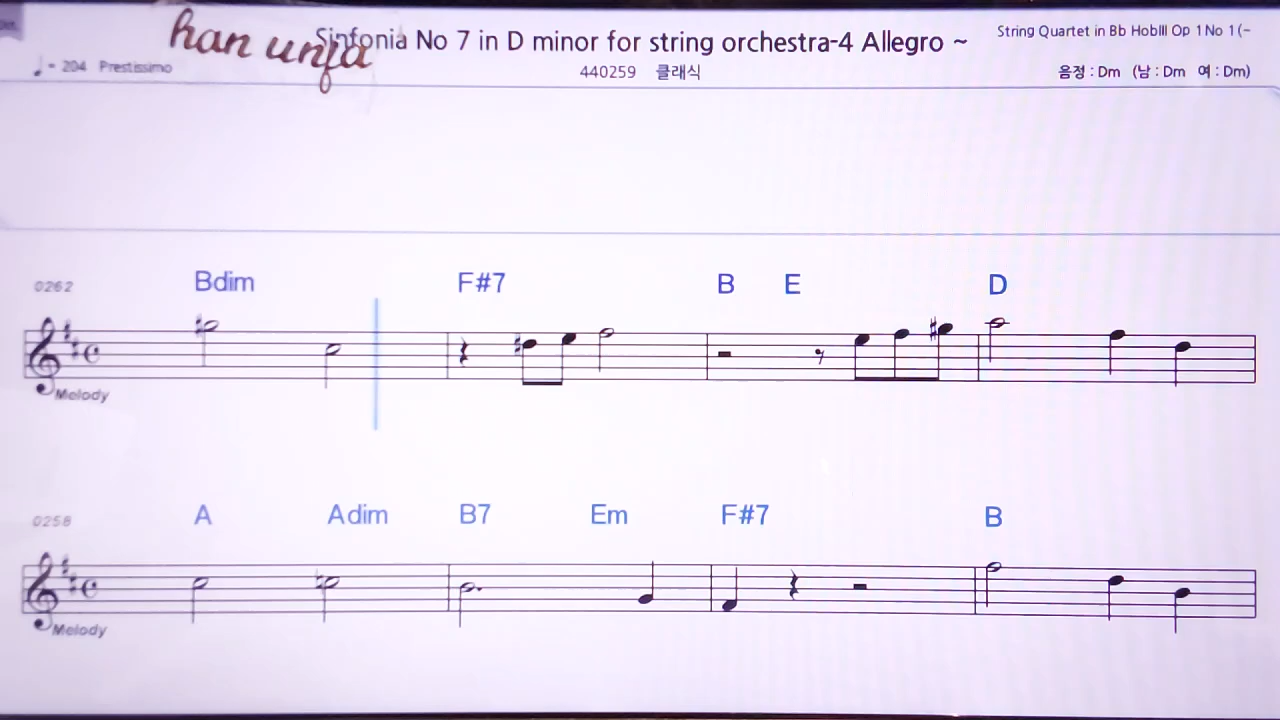 han unfa
Sinfonia No 7 in D minor for string orchestra-4 Allegro ~
String Quartet in Bb HobIII Op 1 No 1 (~
♩= 204 Prestissimo
440259 클래식
음정 : Dm (남 : Dm 여 : Dm)
0262 Bdim F#7 B E D
Melody
0258 A Adim B7 Em F#7 B
Melody